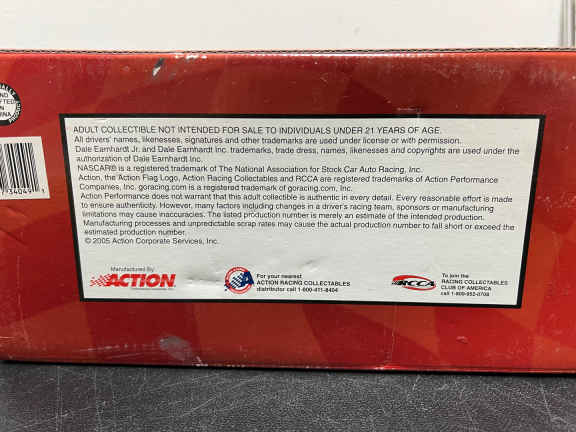 ADULT COLLECTIBLE NOT INTENDED FOR SALE TO INDIVIDUALS UNDER 21 YEARS OF AGE.
All drivers' names, likenesses, signatures and other trademarks are used under license or with permission.
Dale Earnhardt Jr. and Dale Earnhardt Inc. trademarks, trade dress, names, likenesses and copyrights are used under the
authorization of Dale Earnhardt Inc.
NASCAR® is a registered trademark of The National Association for Stock Car Auto Racing, Inc.
Action, the Action Flag Logo, Action Racing Collectables and RCCA are registered trademarks of Action Performance
Companies, Inc. goracing.com is a registered trademark of goracing.com, Inc.
Action Performance does not warrant that this adult collectible is authentic in every detail. Every reasonable effort is made
to ensure authenticity. However, many factors including changes in a driver's racing team, sponsors or manufacturing
limitations may cause inaccuracies. The listed production number is merely an estimate of the intended production.
Manufacturing processes and unpredictable scrap rates may cause the actual production number to fall short or exceed the
estimated production number.
© 2005 Action Corporate Services, Inc.
Manufactured By:
ACTION
For your nearest
ACTION RACING COLLECTABLES
distributor call 1-800-411-8404
RCCA
To join the
RACING COLLECTABLES
CLUB OF AMERICA
call 1-800-952-0708
734049 1